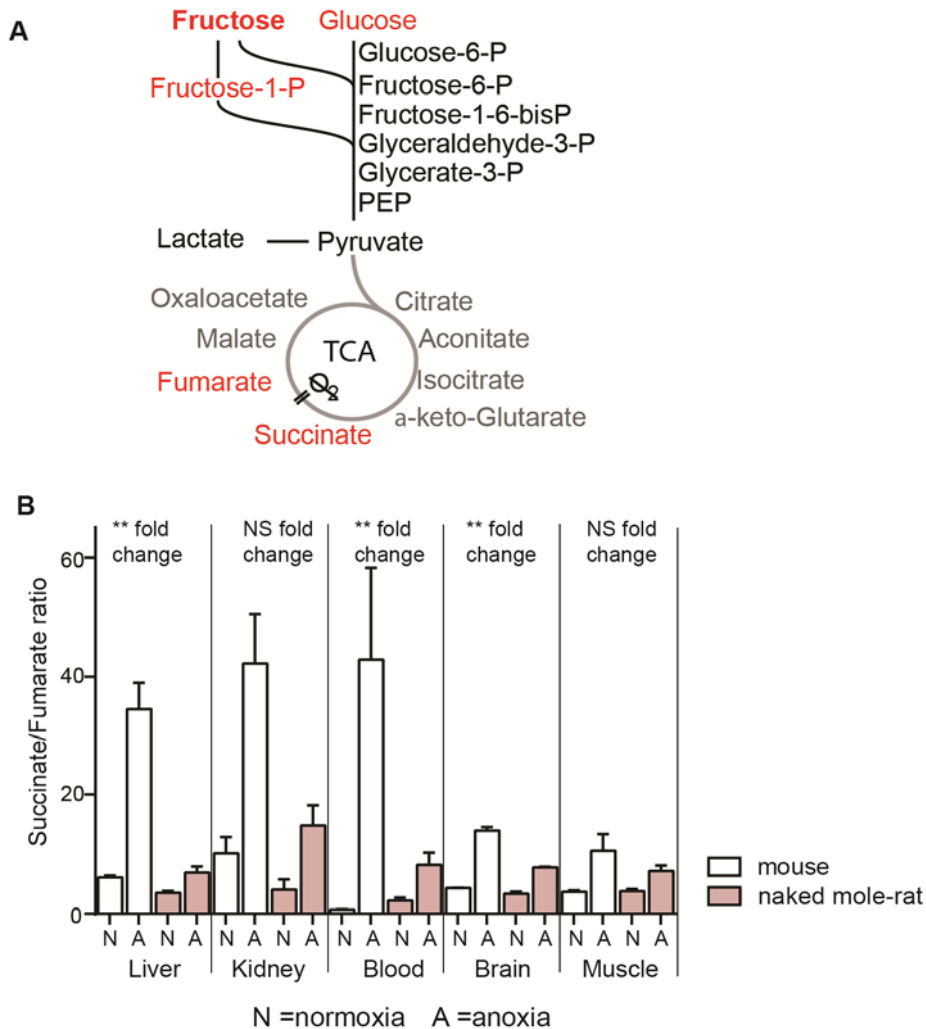 A
Fructose Glucose
Glucose-6-P
Fructose-1-P Fructose-6-P
Fructose-1-6-bisP
Glyceraldehyde-3-P
Glycerate-3-P
PEP
Lactate Pyruvate
Oxaloacetate Citrate
Malate TCA Aconitate
Fumarate O2 Isocitrate
Succinate a-keto-Glutarate
B
** fold change NS fold change ** fold change ** fold change NS fold change
Succinate/Fumarate ratio
60
40
20
0
N A N A N A N A N A N A N A N A N A N A
Liver Kidney Blood Brain Muscle
mouse
naked mole-rat
N =normoxia A =anoxia